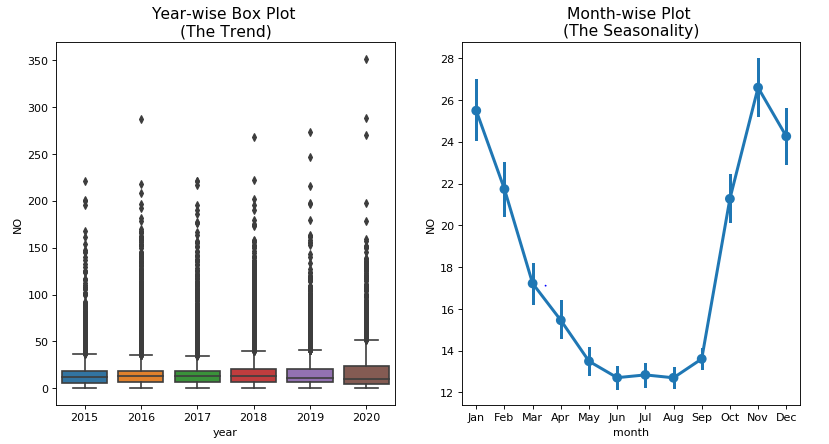 Year-wise Box Plot
(The Trend)
350
300
250
200
150
100
50
0
NO
2015 2016 2017 2018 2019 2020
year
Month-wise Plot
(The Seasonality)
28
26
24
22
20
18
16
14
12
NO
Jan Feb Mar Apr May Jun Jul Aug Sep Oct Nov Dec
month